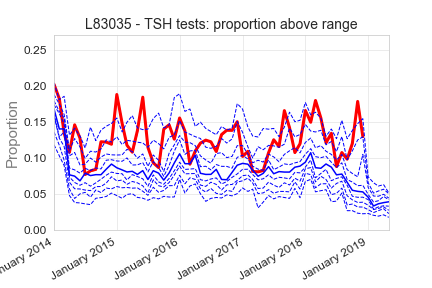 L83035 - TSH tests: proportion above range
Proportion
0.25
0.20
0.15
0.10
0.05
0.00
nuary 2014
January 2015
January 2016
January 2017
January 2018
January 2019